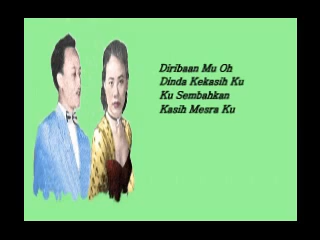 Diribaan Mu Oh
Dinda Kekasih Ku
Ku Sembahkan
Kasih Mesra Ku